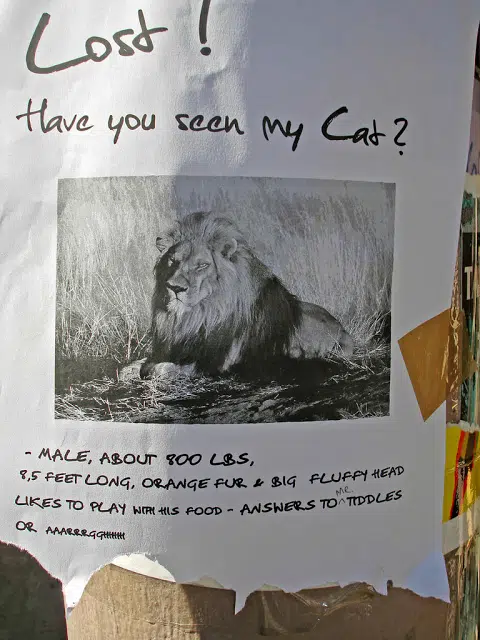 Lost!
Have you seen my Cat?
- MALE, ABOUT 800 LBS,
8,5 FEET LONG, ORANGE FUR & BIG FLUFFY HEAD
LIKES TO PLAY WITH HIS FOOD - ANSWERS TO MR. TIDDLES
OR AAARRRGGHHHHH